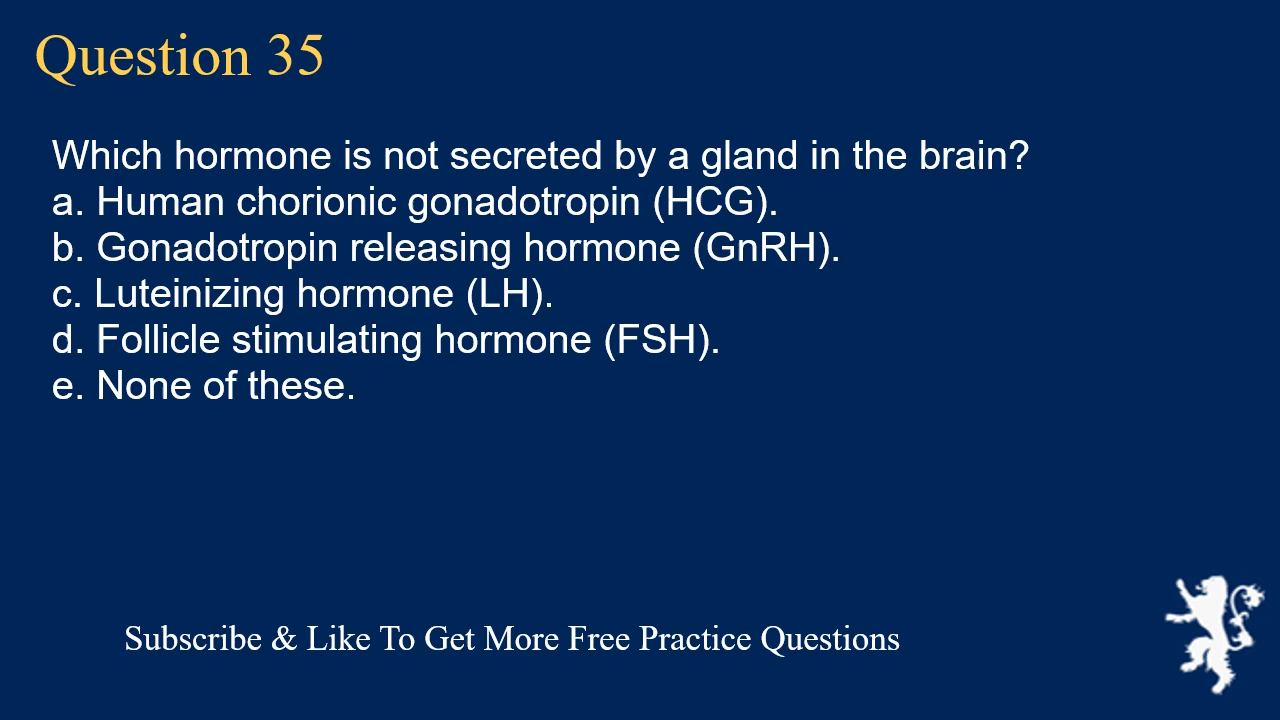 Question 35
Which hormone is not secreted by a gland in the brain?
a. Human chorionic gonadotropin (HCG).
b. Gonadotropin releasing hormone (GnRH).
c. Luteinizing hormone (LH).
d. Follicle stimulating hormone (FSH).
e. None of these.
Subscribe & Like To Get More Free Practice Questions